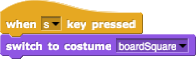 when s key pressed
switch to costume boardSquare